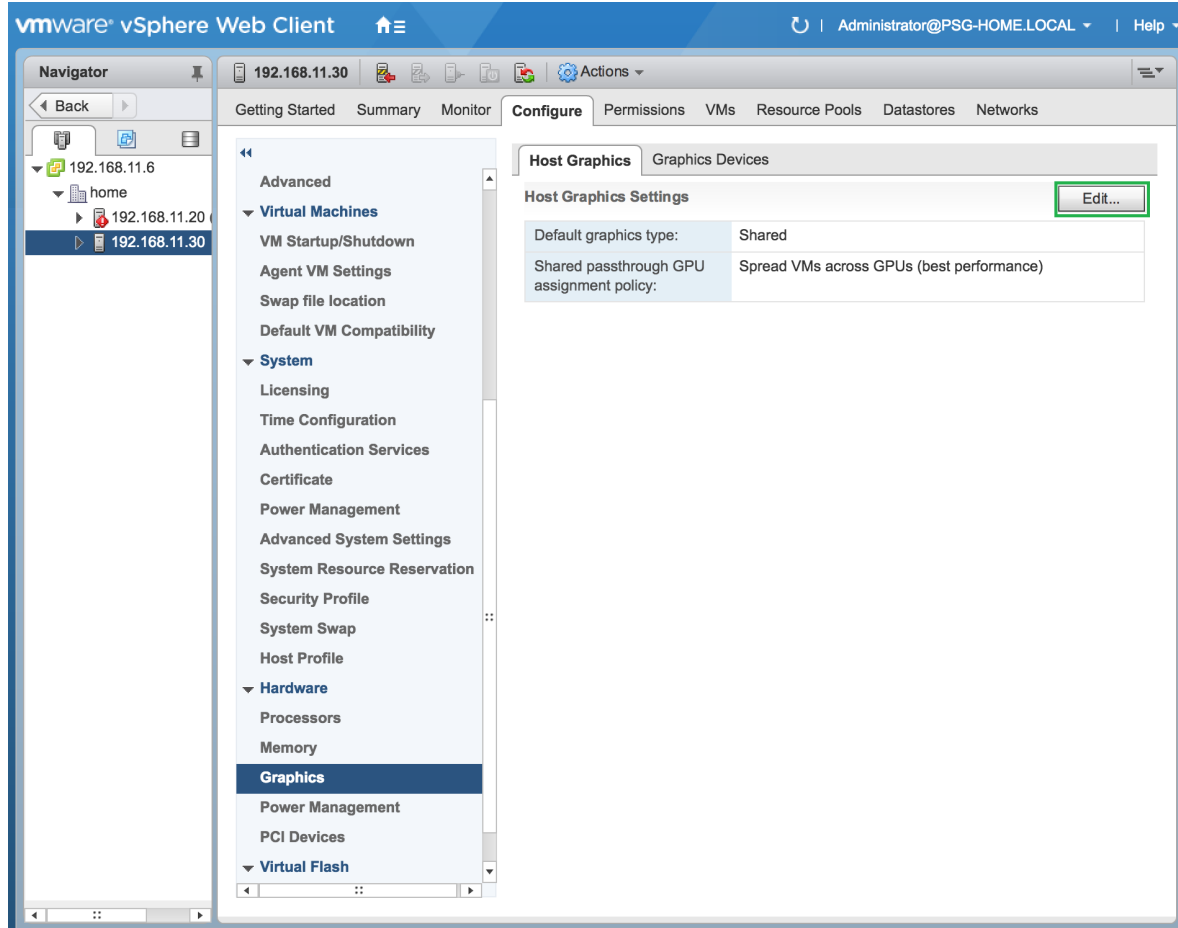 vmware® vSphere Web Client
Administrator@PSG-HOME.LOCAL
Help
Navigator
Back
192.168.11.6
home
192.168.11.20 (
192.168.11.30
192.168.11.30
Actions
Getting Started Summary Monitor Configure Permissions VMs Resource Pools Datastores Networks
Advanced
Virtual Machines
VM Startup/Shutdown
Agent VM Settings
Swap file location
Default VM Compatibility
System
Licensing
Time Configuration
Authentication Services
Certificate
Power Management
Advanced System Settings
System Resource Reservation
Security Profile
System Swap
Host Profile
Hardware
Processors
Memory
Graphics
Power Management
PCI Devices
Virtual Flash
Host Graphics Graphics Devices
Host Graphics Settings
Edit...
Default graphics type: Shared
Shared passthrough GPU
assignment policy:
Spread VMs across GPUs (best performance)